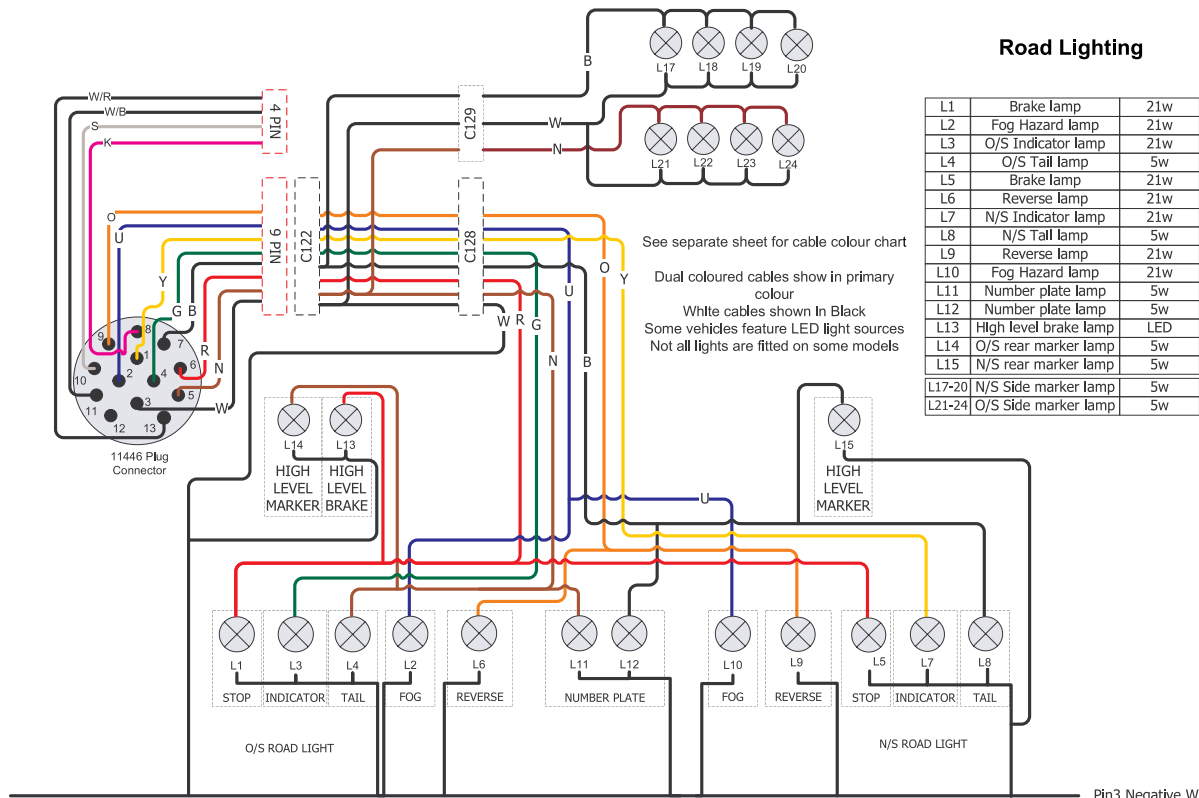 Road Lighting
L1 Brake lamp 21w
L2 Fog Hazard lamp 21w
L3 O/S Indicator lamp 21w
L4 O/S Tail lamp 5w
L5 Brake lamp 21w
L6 Reverse lamp 21w
L7 N/S Indicator lamp 21w
L8 N/S Tail lamp 5w
L9 Reverse lamp 21w
L10 Fog Hazard lamp 21w
L11 Number plate lamp 5w
L12 Number plate lamp 5w
L13 High level brake lamp LED
L14 O/S rear marker lamp 5w
L15 N/S rear marker lamp 5w
L17-20 N/S Side marker lamp 5w
L21-24 O/S Side marker lamp 5w
B
L17 L18 L19 L20
W/R
W/B
S
K
4 PIN
C129
W
N
L21 L22 L23 L24
O
U
Y
G
B
R
N
W
9 PIN
C122
C128
W
R
G
N
U
B
O
Y
See separate sheet for cable colour chart
Dual coloured cables show in primary
colour
White cables shown in Black
Some vehicles feature LED light sources
Not all lights are fitted on some models
8
9
7
1
10
2
4
6
3
5
11
12
13
11446 Plug
Connector
L14
HIGH
LEVEL
MARKER
L13
HIGH
LEVEL
BRAKE
L15
HIGH
LEVEL
MARKER
U
L1 L3 L4 L2 L6 L11 L12 L10 L9 L5 L7 L8
STOP INDICATOR TAIL FOG REVERSE NUMBER PLATE FOG REVERSE STOP INDICATOR TAIL
O/S ROAD LIGHT
N/S ROAD LIGHT
Pin3 Negative W